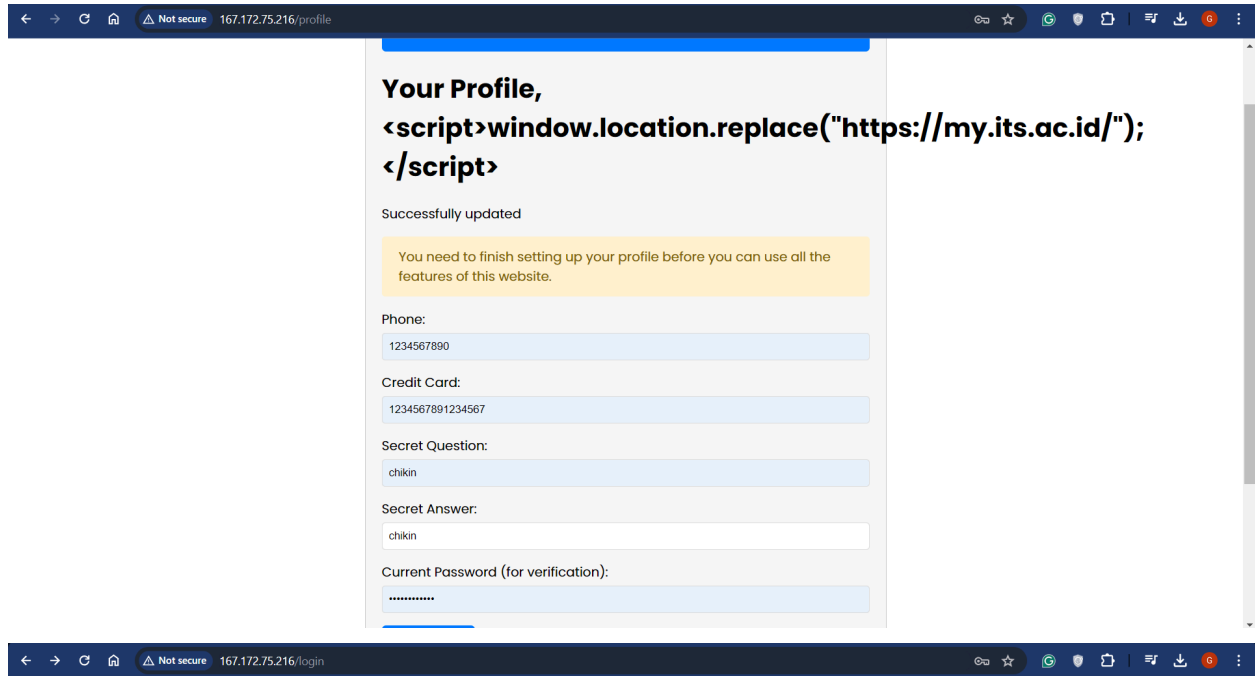 Not secure 167.172.75.216/profile
G
Your Profile,
<script>window.location.replace("https://my.its.ac.id/");
</script>
Successfully updated
You need to finish setting up your profile before you can use all the
features of this website.
Phone:
1234567890
Credit Card:
1234567891234567
Secret Question:
chikin
Secret Answer:
chikin
Current Password (for verification):
••••••••••••
Not secure 167.172.75.216/login
G